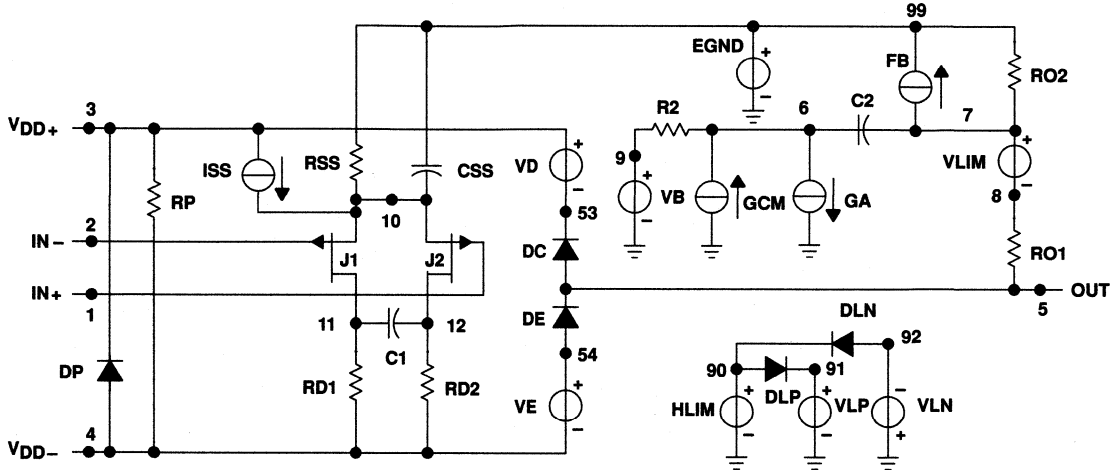 99
EGND
+
−
FB
RO2
3
VDD+
ISS
RSS
CSS
VD
+
−
R2
6
C2
7
VLIM
+
−
8
9
+
−
VB
GCM
GA
RP
10
53
2
IN−
J1
J2
DC
RO1
IN+
1
OUT
5
11
12
C1
DE
DLN
92
54
DP
RD1
RD2
VE
+
−
90
91
DLP
HLIM
+
−
+
−
VLP
−
+
VLN
4
VDD−